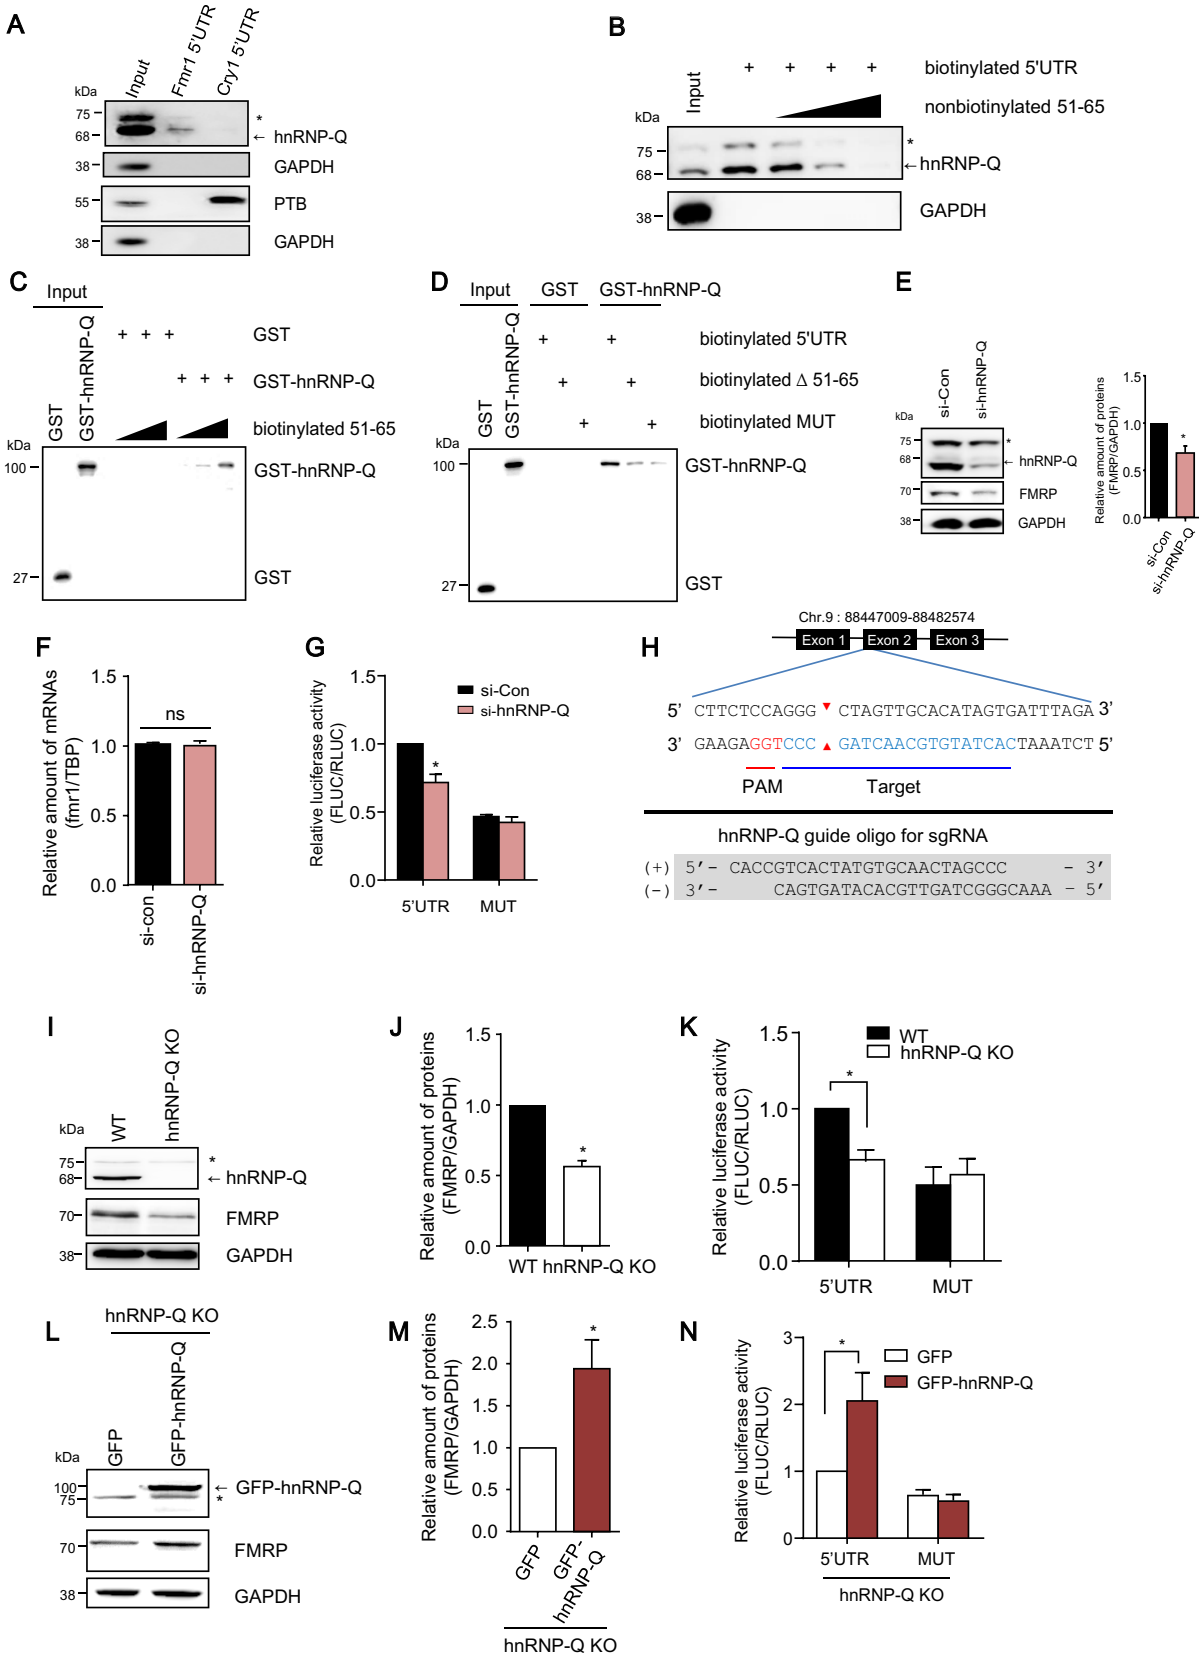 A
Input
Fmr1 5'UTR
Cry1 5'UTR
kDa
75
*
68
← hnRNP-Q
38
GAPDH
55
PTB
38
GAPDH
B
Input
+ + + +
biotinylated 5'UTR
nonbiotinylated 51-65
kDa
75
*
68
←hnRNP-Q
38
GAPDH
C
Input
GST
GST-hnRNP-Q
+ + +
GST
+ + +
GST-hnRNP-Q
biotinylated 51-65
kDa
100
GST-hnRNP-Q
27
GST
D
Input
GST
GST-hnRNP-Q
GST
GST-hnRNP-Q
+ +
biotinylated 5'UTR
+ +
biotinylated Δ 51-65
+ +
biotinylated MUT
kDa
100
GST-hnRNP-Q
27
GST
E
si-Con
si-hnRNP-Q
kDa
75
*
68
← hnRNP-Q
70
FMRP
38
GAPDH
Relative amount of proteins
(FMRP/GAPDH)
1.5
1.0
0.5
0.0
*
si-Con
si-hnRNP-Q
F
Relative amount of mRNAs
(fmr1/TBP)
1.5
1.0
0.5
0.0
ns
si-con
si-hnRNP-Q
G
Relative luciferase activity
(FLUC/RLUC)
1.5
1.0
0.5
0.0
si-Con
si-hnRNP-Q
*
5'UTR
MUT
H
Chr.9 : 88447009-88482574
Exon 1
Exon 2
Exon 3
5' CTTCTCCAGGG CTAGTTGCACATAGTGATTTAGA 3'
3' GAAGAGGTCCC GATCAACGTGTATCACTAAATCT 5'
PAM
Target
hnRNP-Q guide oligo for sgRNA
(+) 5'- CACCGTCACTATGTGCAACTAGCCC - 3'
(-) 3'- CAGTGATACACGTTGATCGGGCAAA - 5'
I
WT
hnRNP-Q KO
kDa
75
*
68
← hnRNP-Q
70
FMRP
38
GAPDH
J
Relative amount of proteins
(FMRP/GAPDH)
1.5
1.0
0.5
0.0
*
WT hnRNP-Q KO
K
Relative luciferase activity
(FLUC/RLUC)
1.5
1.0
0.5
0.0
WT
hnRNP-Q KO
*
5'UTR
MUT
L
hnRNP-Q KO
GFP
GFP-hnRNP-Q
kDa
100
← GFP-hnRNP-Q
75
*
70
FMRP
38
GAPDH
M
Relative amount of proteins
(FMRP/GAPDH)
2.5
2.0
1.5
1.0
0.5
0.0
*
GFP
GFP-
hnRNP-Q
hnRNP-Q KO
N
Relative luciferase activity
(FLUC/RLUC)
3
2
1
0
*
GFP
GFP-hnRNP-Q
5'UTR
MUT
hnRNP-Q KO